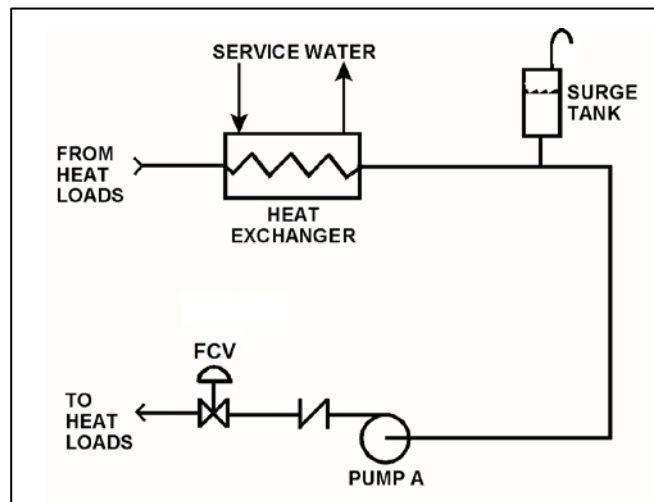 SERVICE WATER
SURGE
TANK
FROM
HEAT
LOADS
HEAT
EXCHANGER
FCV
TO
HEAT
LOADS
PUMP A